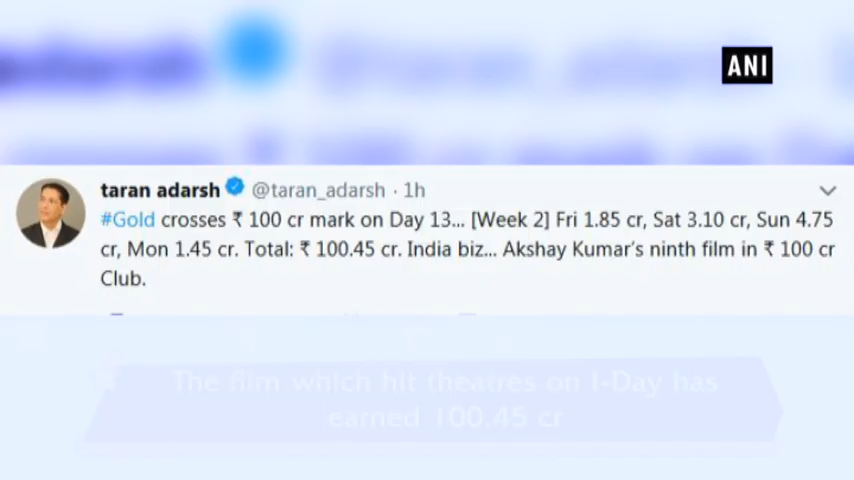 ANI
taran adarsh @taran_adarsh · 1h
#Gold crosses ₹ 100 cr mark on Day 13... [Week 2] Fri 1.85 cr, Sat 3.10 cr, Sun 4.75
cr, Mon 1.45 cr. Total: ₹ 100.45 cr. India biz... Akshay Kumar's ninth film in ₹ 100 cr
Club.
The film which hit theatres on I-Day has
earned 100.45 cr